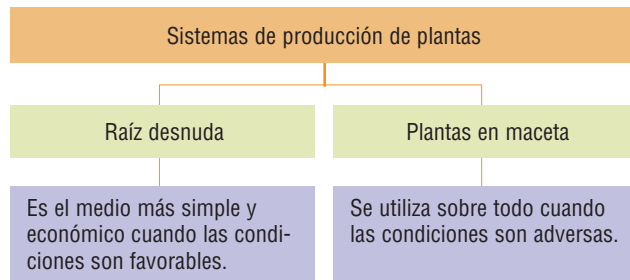 Sistemas de producción de plantas
Raíz desnuda
Plantas en maceta
Es el medio más simple y
económico cuando las condi-
ciones son favorables.
Se utiliza sobre todo cuando
las condiciones son adversas.